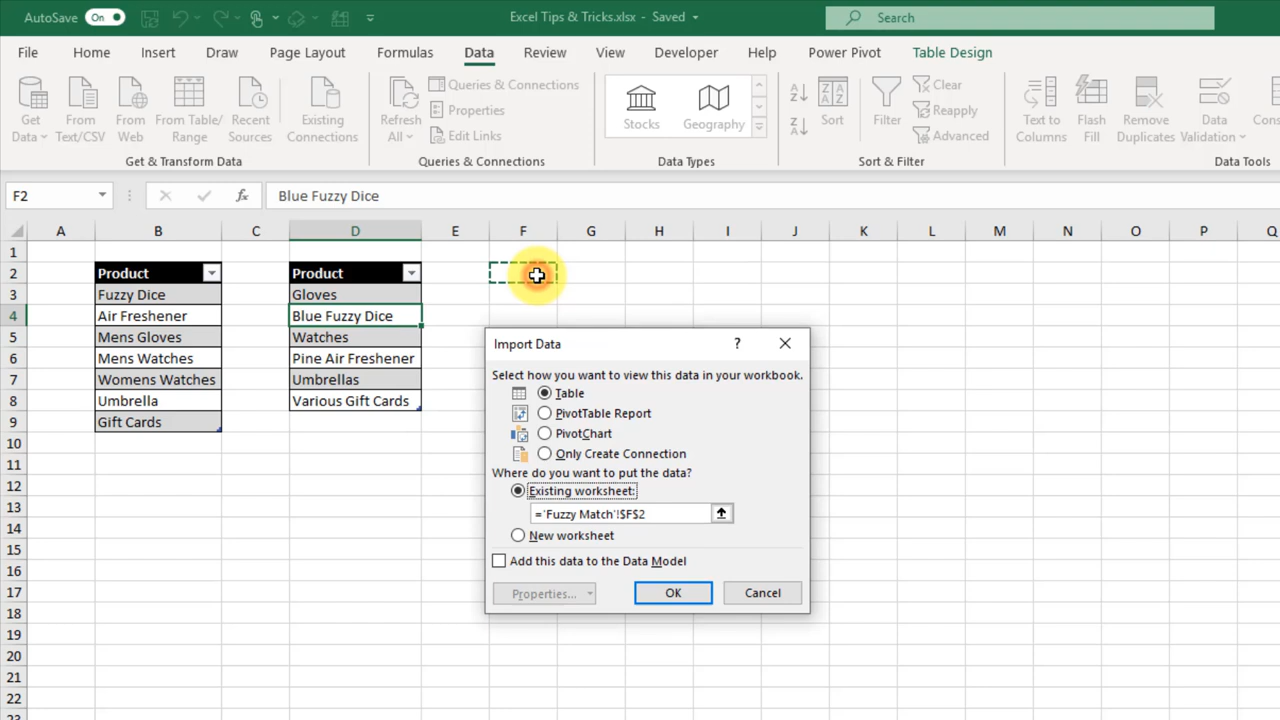 AutoSave On Excel Tips & Tricks.xlsx - Saved Search
File Home Insert Draw Page Layout Formulas Data Review View Developer Help Power Pivot Table Design
Get Data From Text/CSV From Web From Table/ Range Recent Sources Existing Connections
Get & Transform Data
Refresh All Queries & Connections Properties Edit Links
Queries & Connections
Stocks Geography
Data Types
Sort Filter Clear Reapply Advanced
Sort & Filter
Text to Columns Flash Fill Remove Duplicates Data Validation Cons
Data Tools
F2 fx Blue Fuzzy Dice
A B C D E F G H I J K L M N O P Q
1
2 Product Product
3 Fuzzy Dice Gloves
4 Air Freshener Blue Fuzzy Dice
5 Mens Gloves Watches
6 Mens Watches Pine Air Freshener
7 Womens Watches Umbrellas
8 Umbrella Various Gift Cards
9 Gift Cards
10
11
12
13
14
15
16
17
18
19
20
21
22
23
Import Data ?
Select how you want to view this data in your workbook.
Table
PivotTable Report
PivotChart
Only Create Connection
Where do you want to put the data?
Existing worksheet:
='Fuzzy Match'!$F$2
New worksheet
Add this data to the Data Model
Properties... OK Cancel